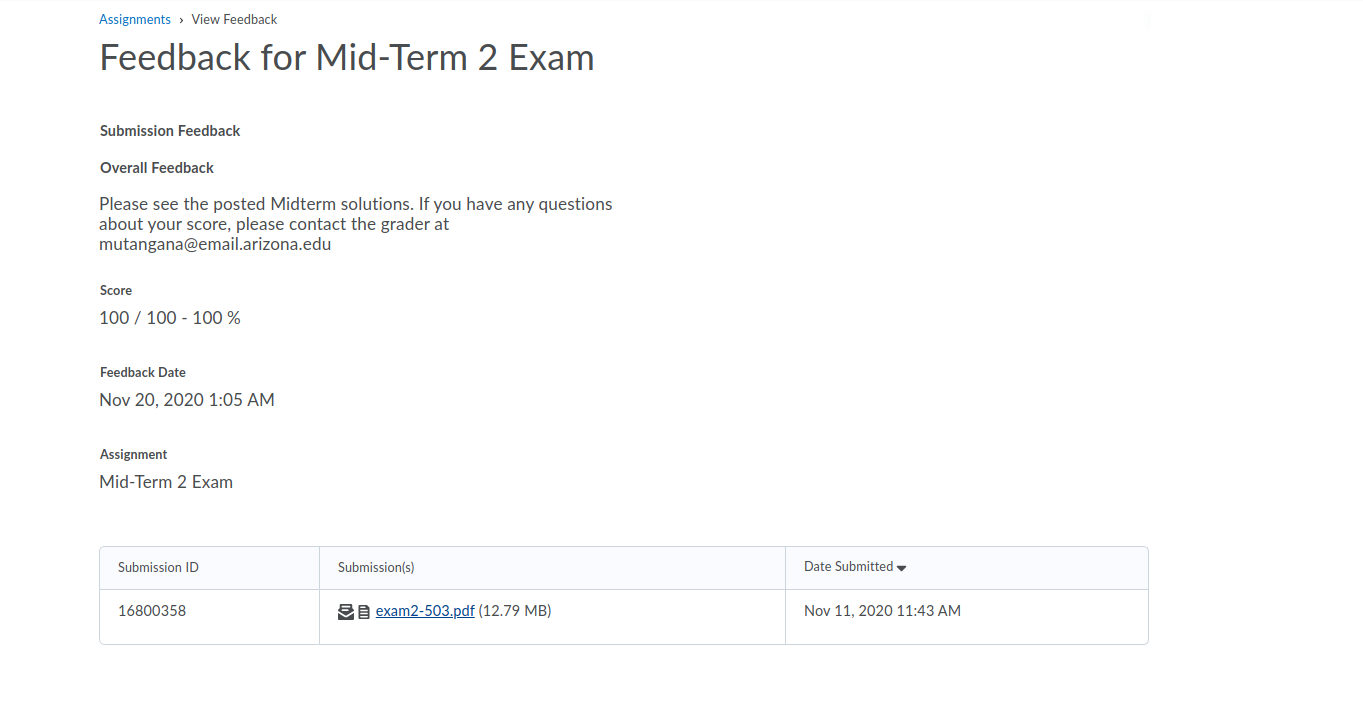 Assignments › View Feedback
Feedback for Mid-Term 2 Exam
Submission Feedback
Overall Feedback
Please see the posted Midterm solutions. If you have any questions
about your score, please contact the grader at
mutangana@email.arizona.edu
Score
100 / 100 - 100 %
Feedback Date
Nov 20, 2020 1:05 AM
Assignment
Mid-Term 2 Exam
Submission ID Submission(s) Date Submitted
16800358 exam2-503.pdf (12.79 MB) Nov 11, 2020 11:43 AM